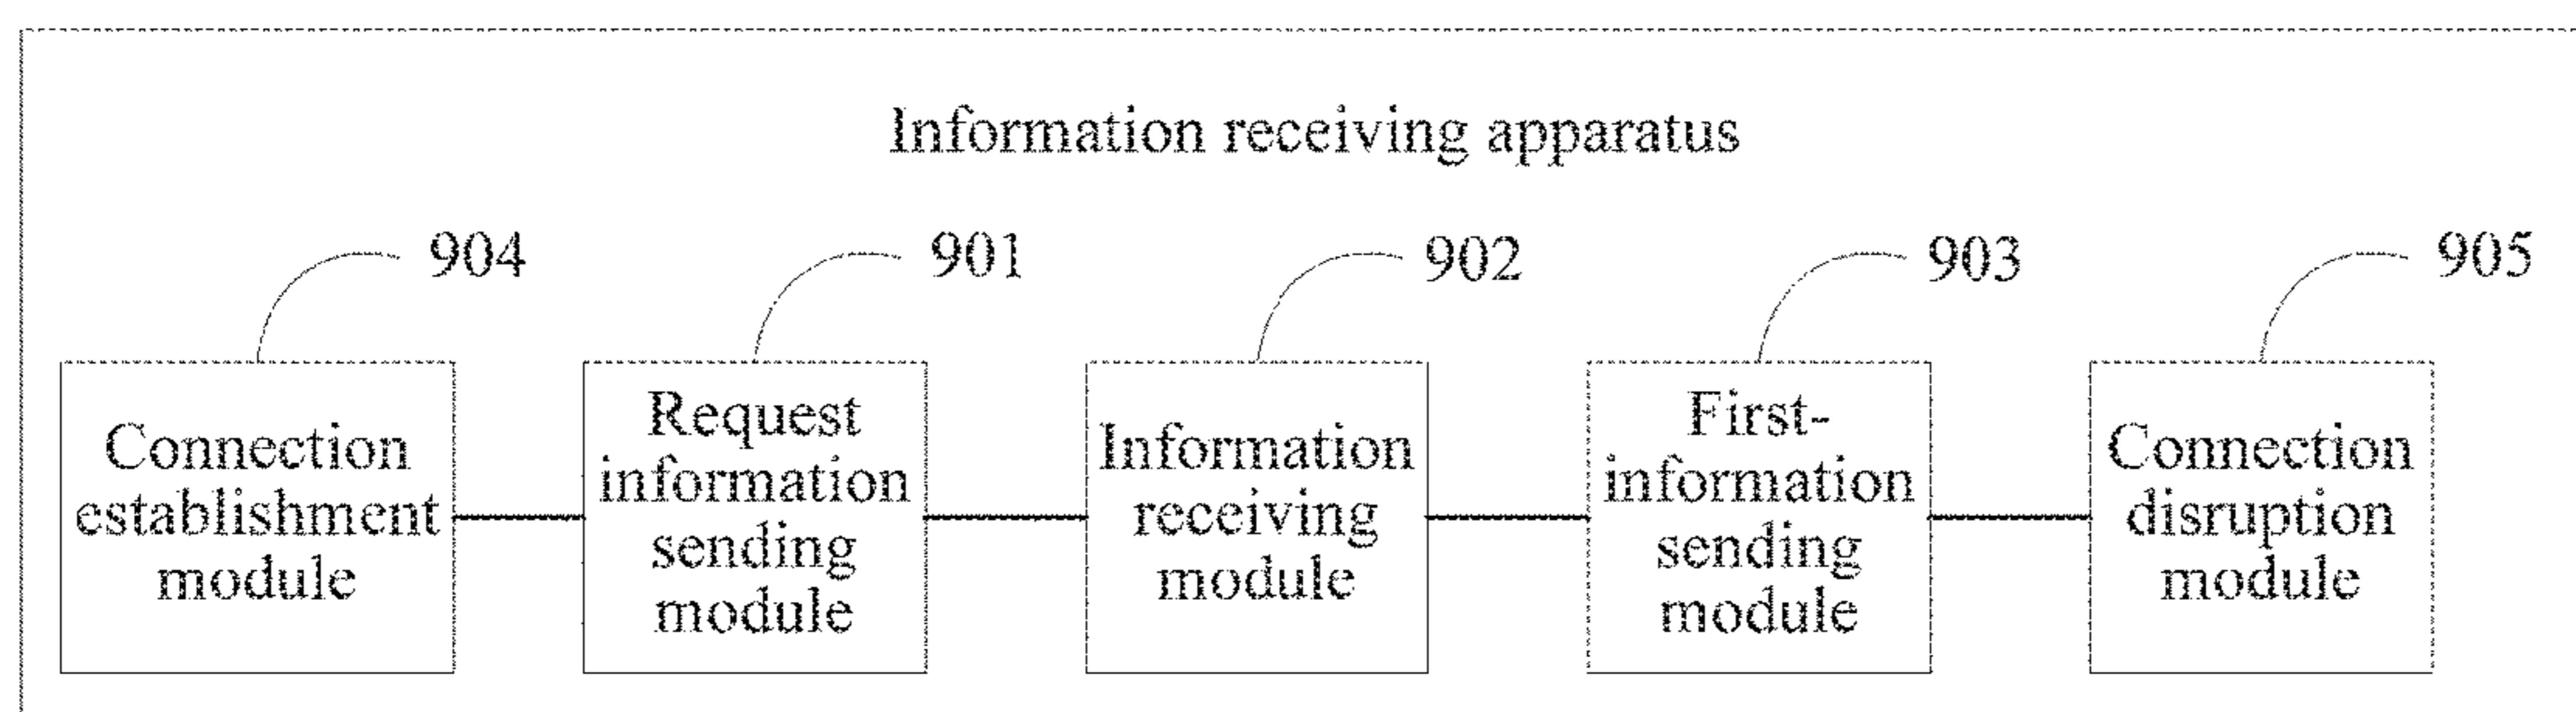 Information receiving apparatus
904
901
902
903
905
Connection
establishment
module
Request
information
sending
module
Information
receiving
module
First-
information
sending
module
Connection
disruption
module